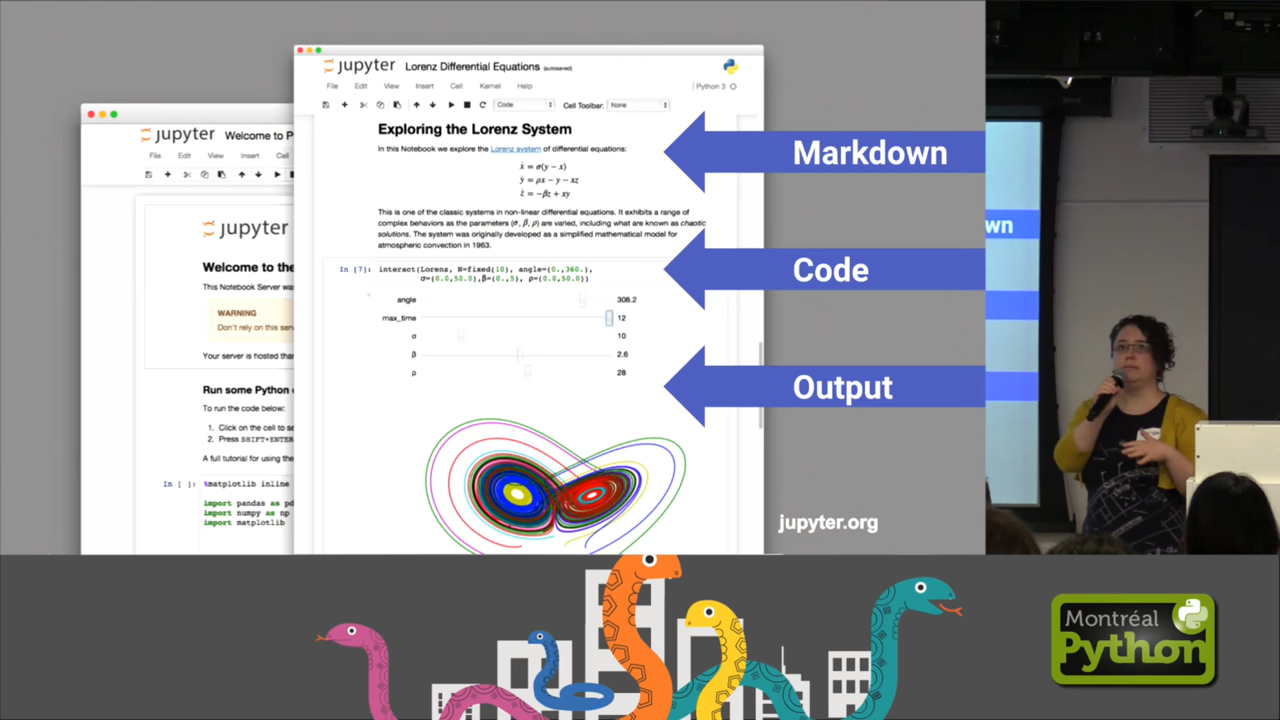 jupyter Welcome to P
File Edit View Insert Cell
jupyter
Welcome to the
This Notebook Server wa
WARNING
Don't rely on this serv
Your server is hosted than
Run some Python c
To run the code below:
1. Click on the cell to se
2. Press SHIFT+ENTER
A full tutorial for using the
In [ ]: %matplotlib inline
import pandas as pd
import numpy as np
import matplotlib
jupyter Lorenz Differential Equations (autosaved)
File Edit View Insert Cell Kernel Help
Python 3
Code Cell Toolbar: None
Exploring the Lorenz System
In this Notebook we explore the Lorenz system of differential equations:
ẋ = σ(y − x)
ẏ = ρx − y − xz
ż = −βz + xy
This is one of the classic systems in non-linear differential equations. It exhibits a range of
complex behaviors as the parameters (σ, β, ρ) are varied, including what are known as chaotic
solutions. The system was originally developed as a simplified mathematical model for
atmospheric convection in 1963.
In [7]: interact(Lorenz, N=fixed(10), angle=(0.,360.),
σ=(0.0,50.0),β=(0.,5), ρ=(0.0,50.0))
angle 308.2
max_time 12
σ 10
β 2.6
ρ 28
Markdown
Code
Output
jupyter.org
wn
Montréal
Python